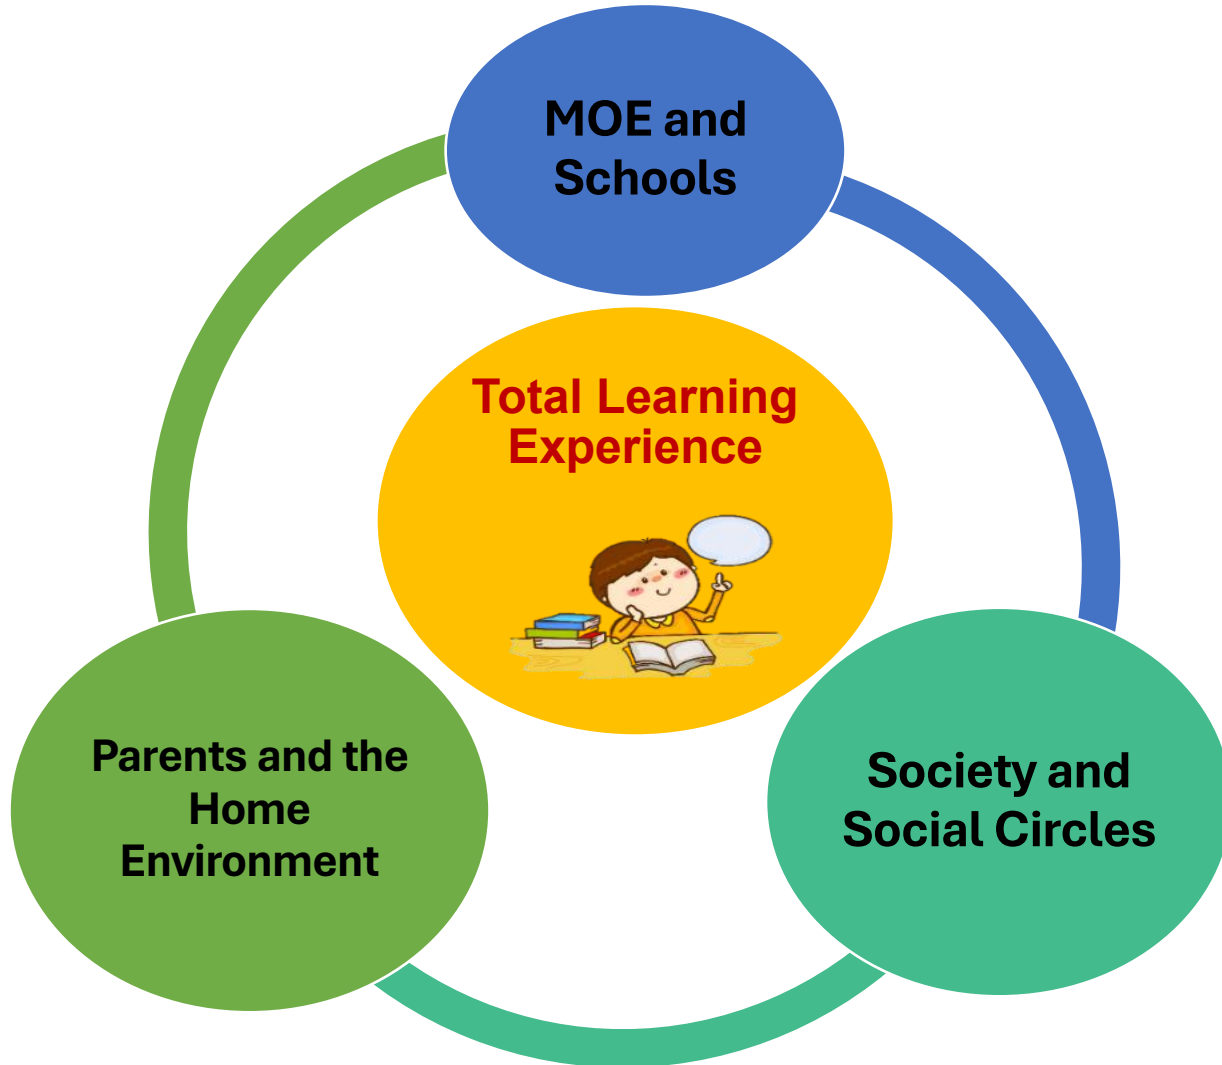 MOE and
Schools
Total Learning
Experience
Parents and the
Home
Environment
Society and
Social Circles